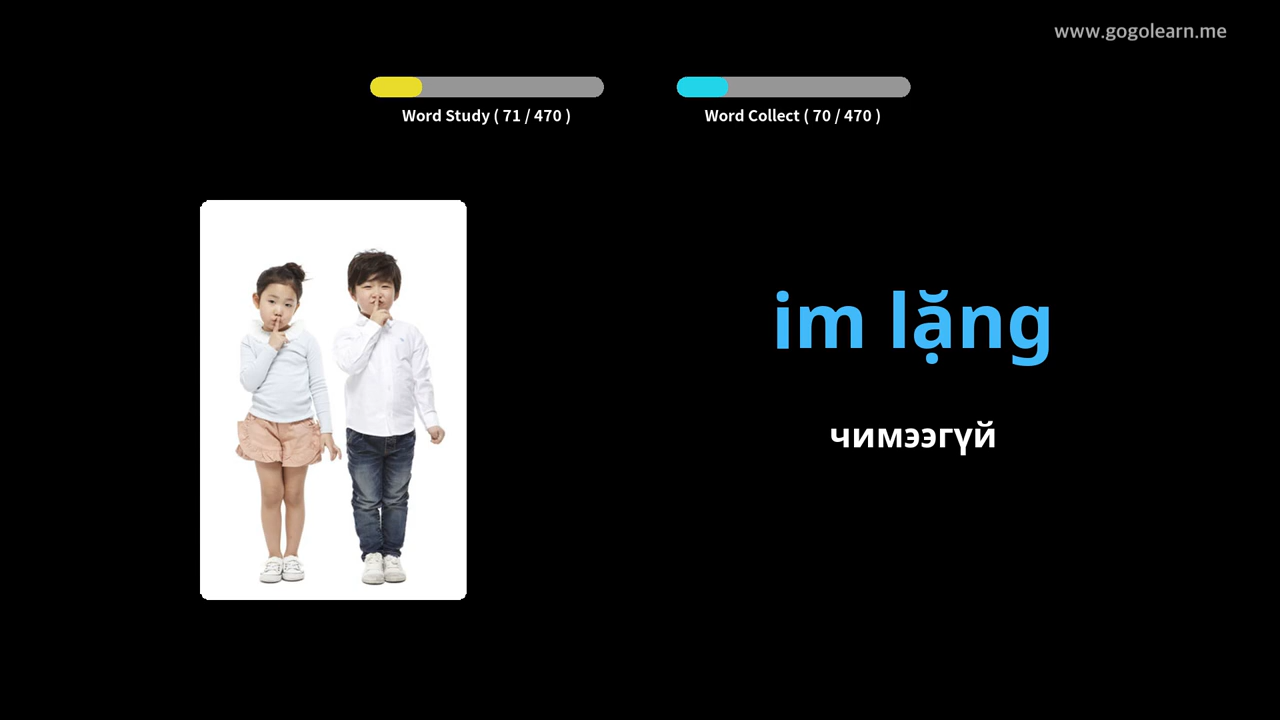 www.gogolearn.me
Word Study ( 71 / 470 )
Word Collect ( 70 / 470 )
im lặng
чимээгүй